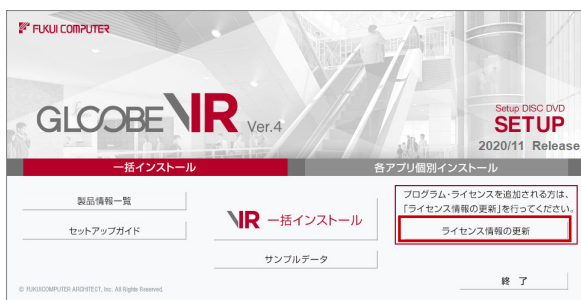 FUKUI COMPUTER
GLOOBE VR Ver.4
Setup DISC DVD
SETUP
2020/11 Release
一括インストール
各アプリ個別インストール
製品情報一覧
セットアップガイド
VR 一括インストール
サンプルデータ
プログラム・ライセンスを追加される方は、
「ライセンス情報の更新」を行ってください。
ライセンス情報の更新
終 了
© FUKUICOMPUTER ARCHITECT, Inc. All Rights Reserved.